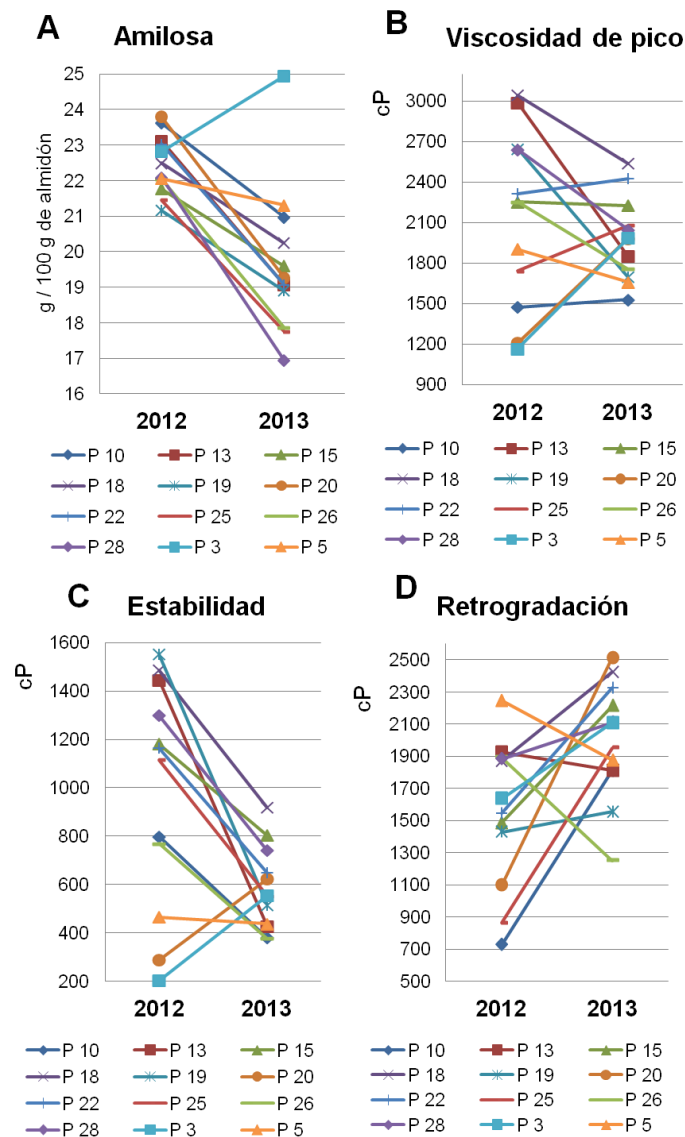 A
Amilosa
g / 100 g de almidón
25
24
23
22
21
20
19
18
17
16
2012 2013
P 10 P 13 P 15
P 18 P 19 P 20
P 22 P 25 P 26
P 28 P 3 P 5
B
Viscosidad de pico
cP
3000
2700
2400
2100
1800
1500
1200
900
2012 2013
P 10 P 13 P 15
P 18 P 19 P 20
P 22 P 25 P 26
P 28 P 3 P 5
C
Estabilidad
cP
1600
1400
1200
1000
800
600
400
200
2012 2013
P 10 P 13 P 15
P 18 P 19 P 20
P 22 P 25 P 26
P 28 P 3 P 5
D
Retrogradación
cP
2500
2300
2100
1900
1700
1500
1300
1100
900
700
500
2012 2013
P 10 P 13 P 15
P 18 P 19 P 20
P 22 P 25 P 26
P 28 P 3 P 5